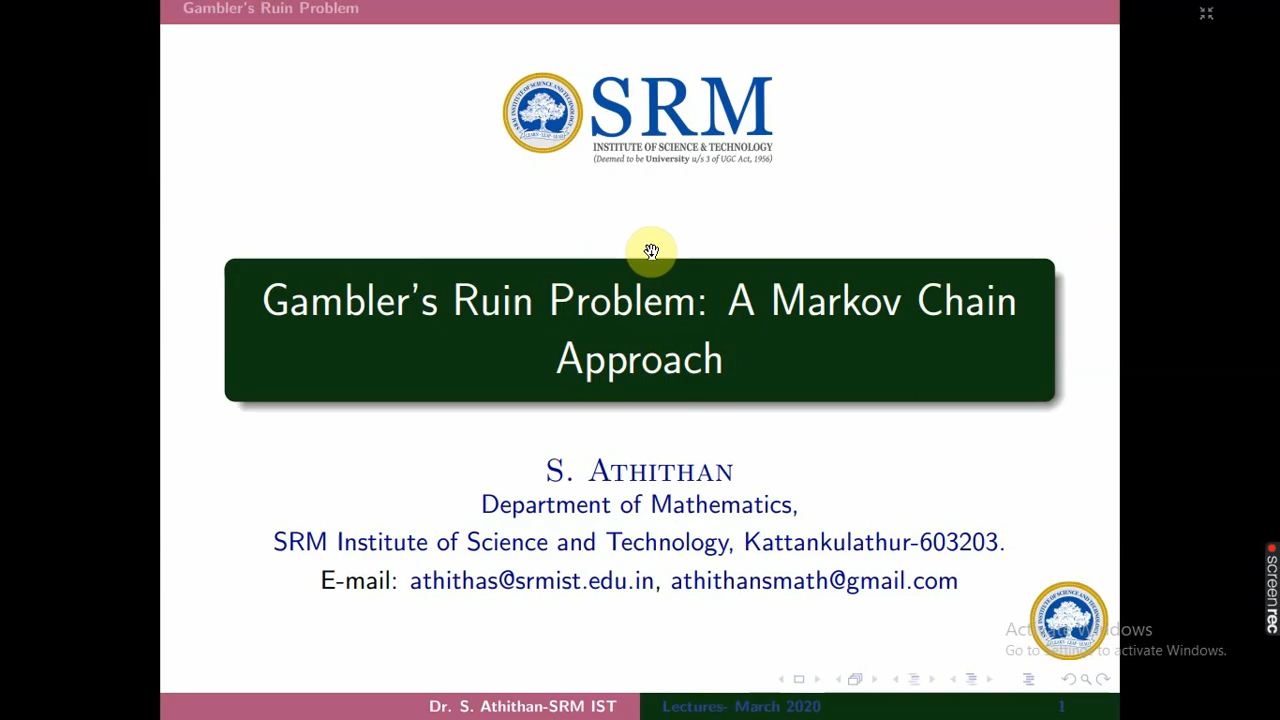 Gambler's Ruin Problem
SRM
INSTITUTE OF SCIENCE & TECHNOLOGY
(Deemed to be University u/s 3 of UGC Act, 1956)
Gambler's Ruin Problem: A Markov Chain
Approach
S. ATHITHAN
Department of Mathematics,
SRM Institute of Science and Technology, Kattankulathur-603203.
E-mail: athithas@srmist.edu.in, athithansmath@gmail.com
Activate Windows
Go to Settings to activate Windows.
screenrec
Dr. S. Athithan-SRM IST
Lectures- March 2020
1